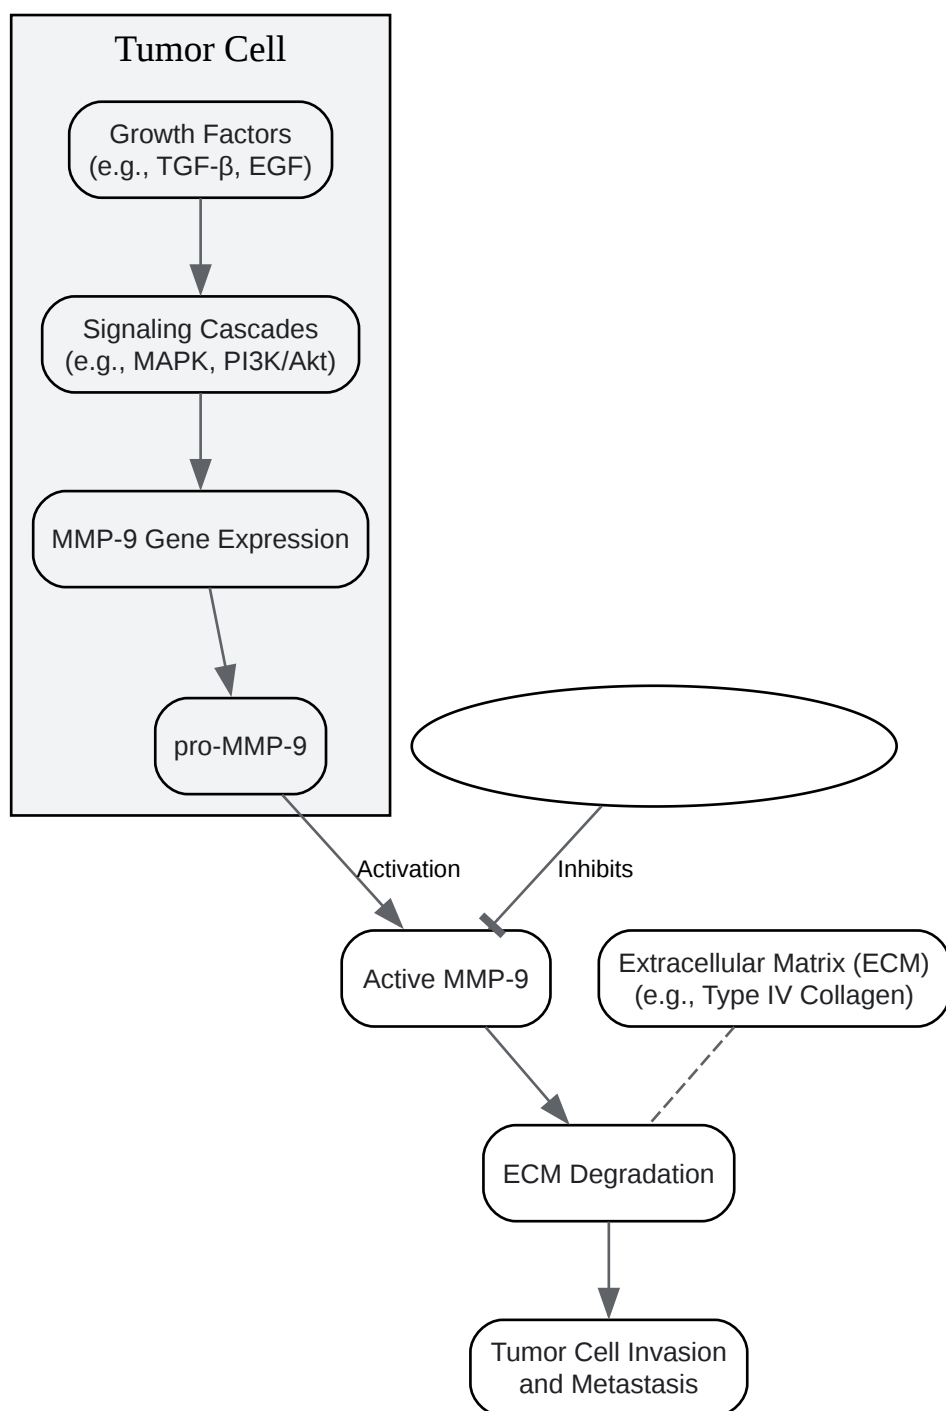 Tumor Cell
Growth Factors
(e.g., TGF-β, EGF)
Signaling Cascades
(e.g., MAPK, PI3K/Akt)
MMP-9 Gene Expression
pro-MMP-9
Activation
Inhibits
Active MMP-9
Extracellular Matrix (ECM)
(e.g., Type IV Collagen)
ECM Degradation
Tumor Cell Invasion
and Metastasis